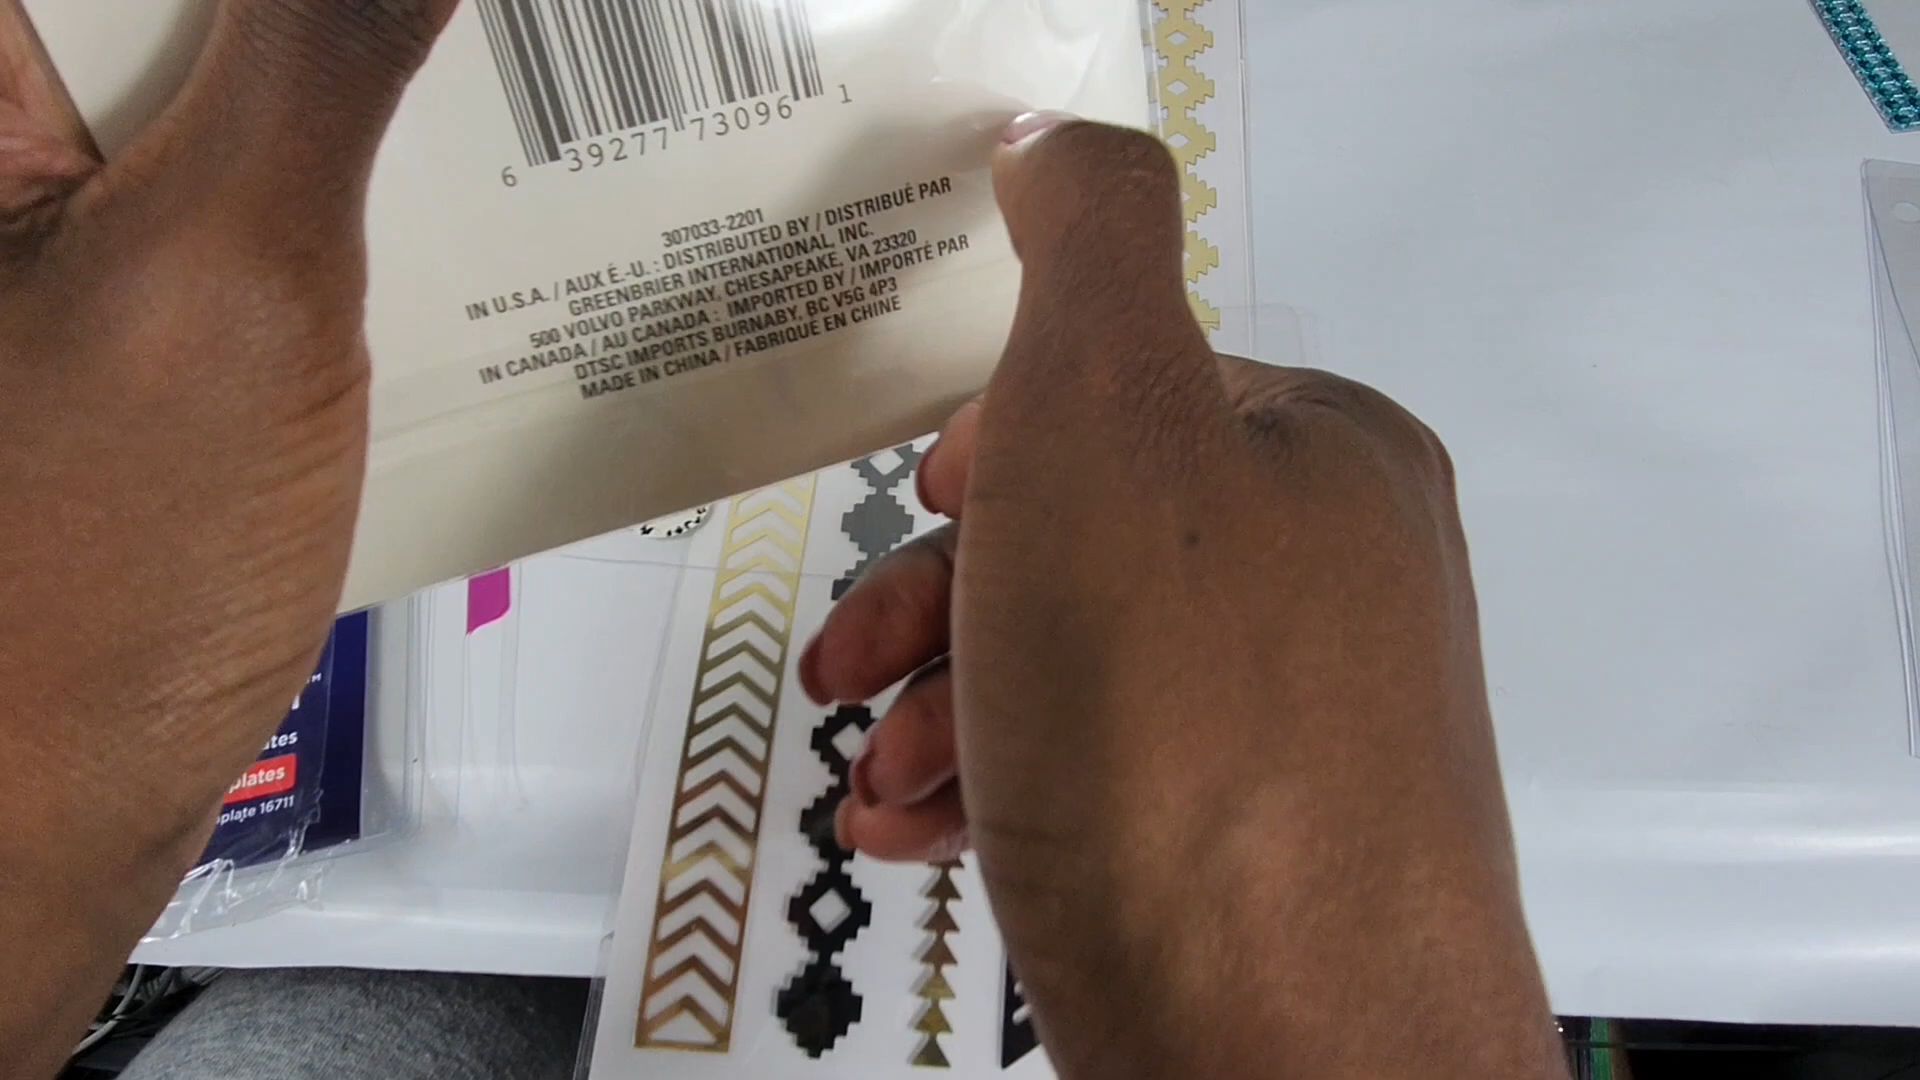 6 39277 73096 1
307033-2201
IN U.S.A. / AUX É.-U. : DISTRIBUTED BY / DISTRIBUÉ PAR
GREENBRIER INTERNATIONAL, INC.
500 VOLVO PARKWAY, CHESAPEAKE, VA 23320
IN CANADA / AU CANADA : IMPORTED BY / IMPORTÉ PAR
DTSC IMPORTS BURNABY, BC V5G 4P3
MADE IN CHINA / FABRIQUÉ EN CHINE
TM
plates
16711